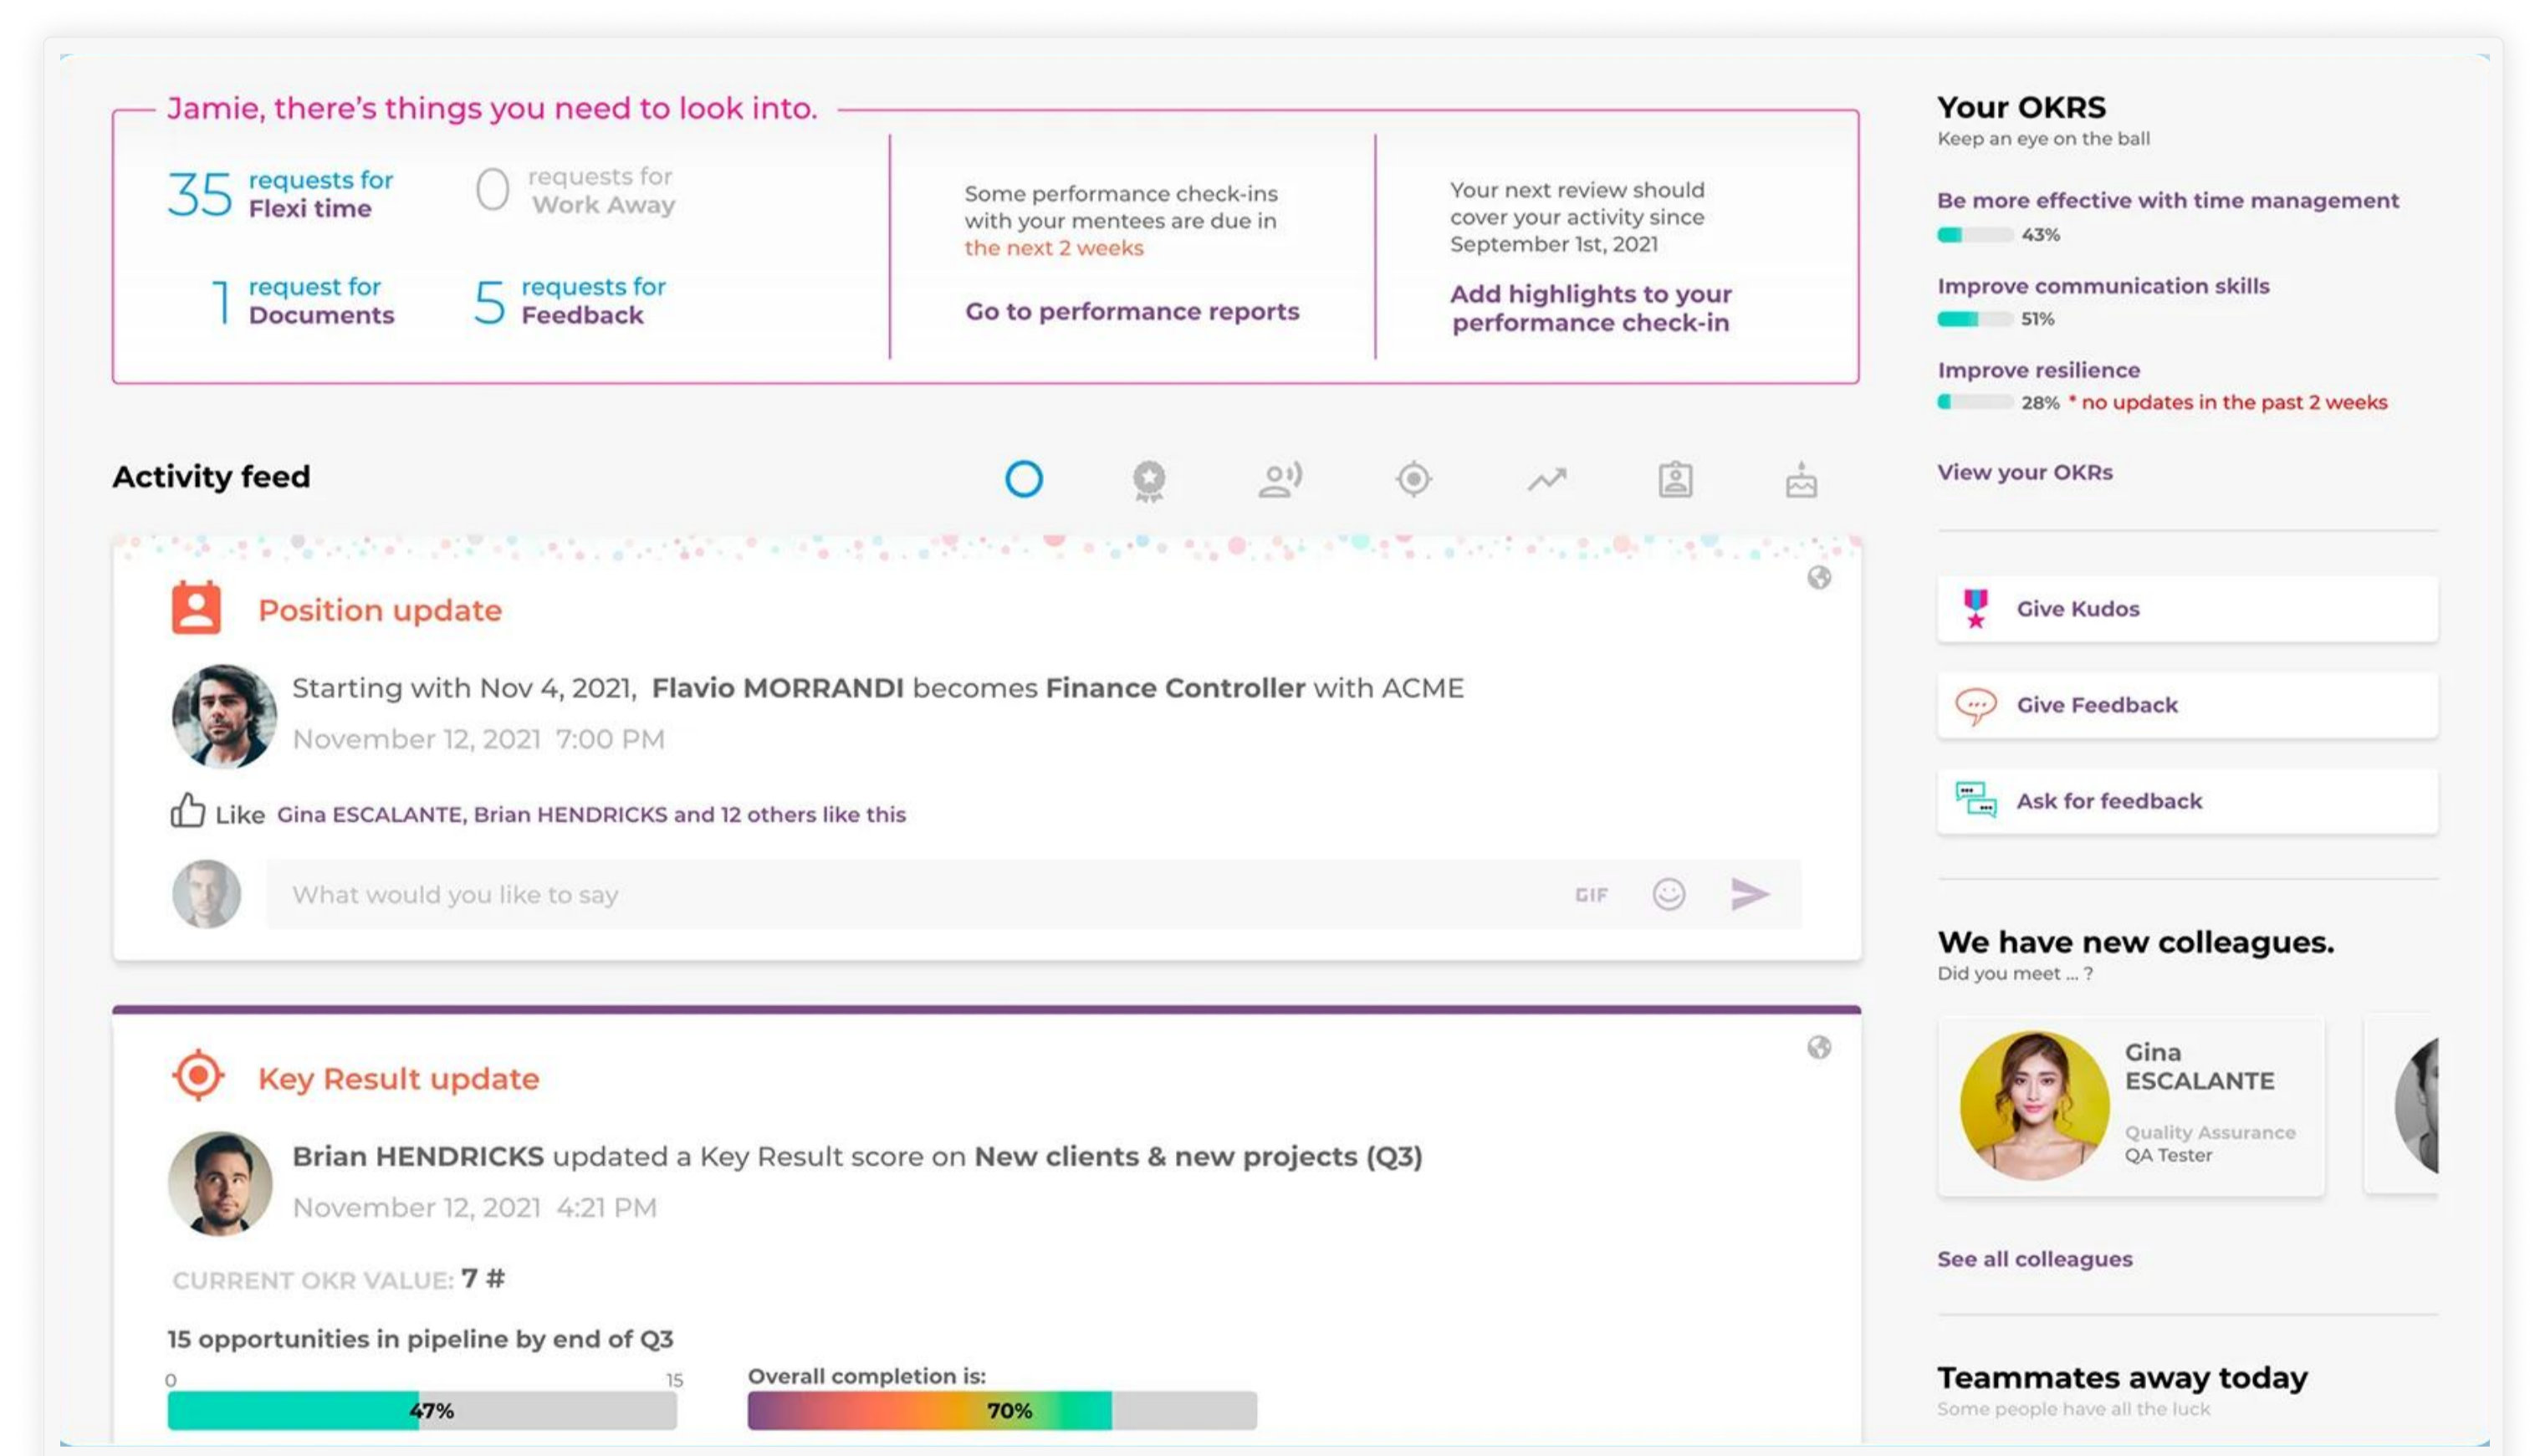 Jamie, there's things you need to look into.
35 requests for
Flexi time
0 requests for
Work Away
1 request for
Documents
5 requests for
Feedback
Some performance check-ins
with your mentees are due in
the next 2 weeks
Go to performance reports
Your next review should
cover your activity since
September 1st, 2021
Add highlights to your
performance check-in
Activity feed
Position update
Starting with Nov 4, 2021, Flavio MORRANDI becomes Finance Controller with ACME
November 12, 2021 7:00 PM
Like Gina ESCALANTE, Brian HENDRICKS and 12 others like this
What would you like to say
GIF
Key Result update
Brian HENDRICKS updated a Key Result score on New clients & new projects (Q3)
November 12, 2021 4:21 PM
CURRENT OKR VALUE: 7 #
15 opportunities in pipeline by end of Q3
0 15
47%
Overall completion is:
70%
Your OKRS
Keep an eye on the ball
Be more effective with time management
43%
Improve communication skills
51%
Improve resilience
28% * no updates in the past 2 weeks
View your OKRs
Give Kudos
Give Feedback
Ask for feedback
We have new colleagues.
Did you meet ... ?
Gina
ESCALANTE
Quality Assurance
QA Tester
See all colleagues
Teammates away today
Some people have all the luck